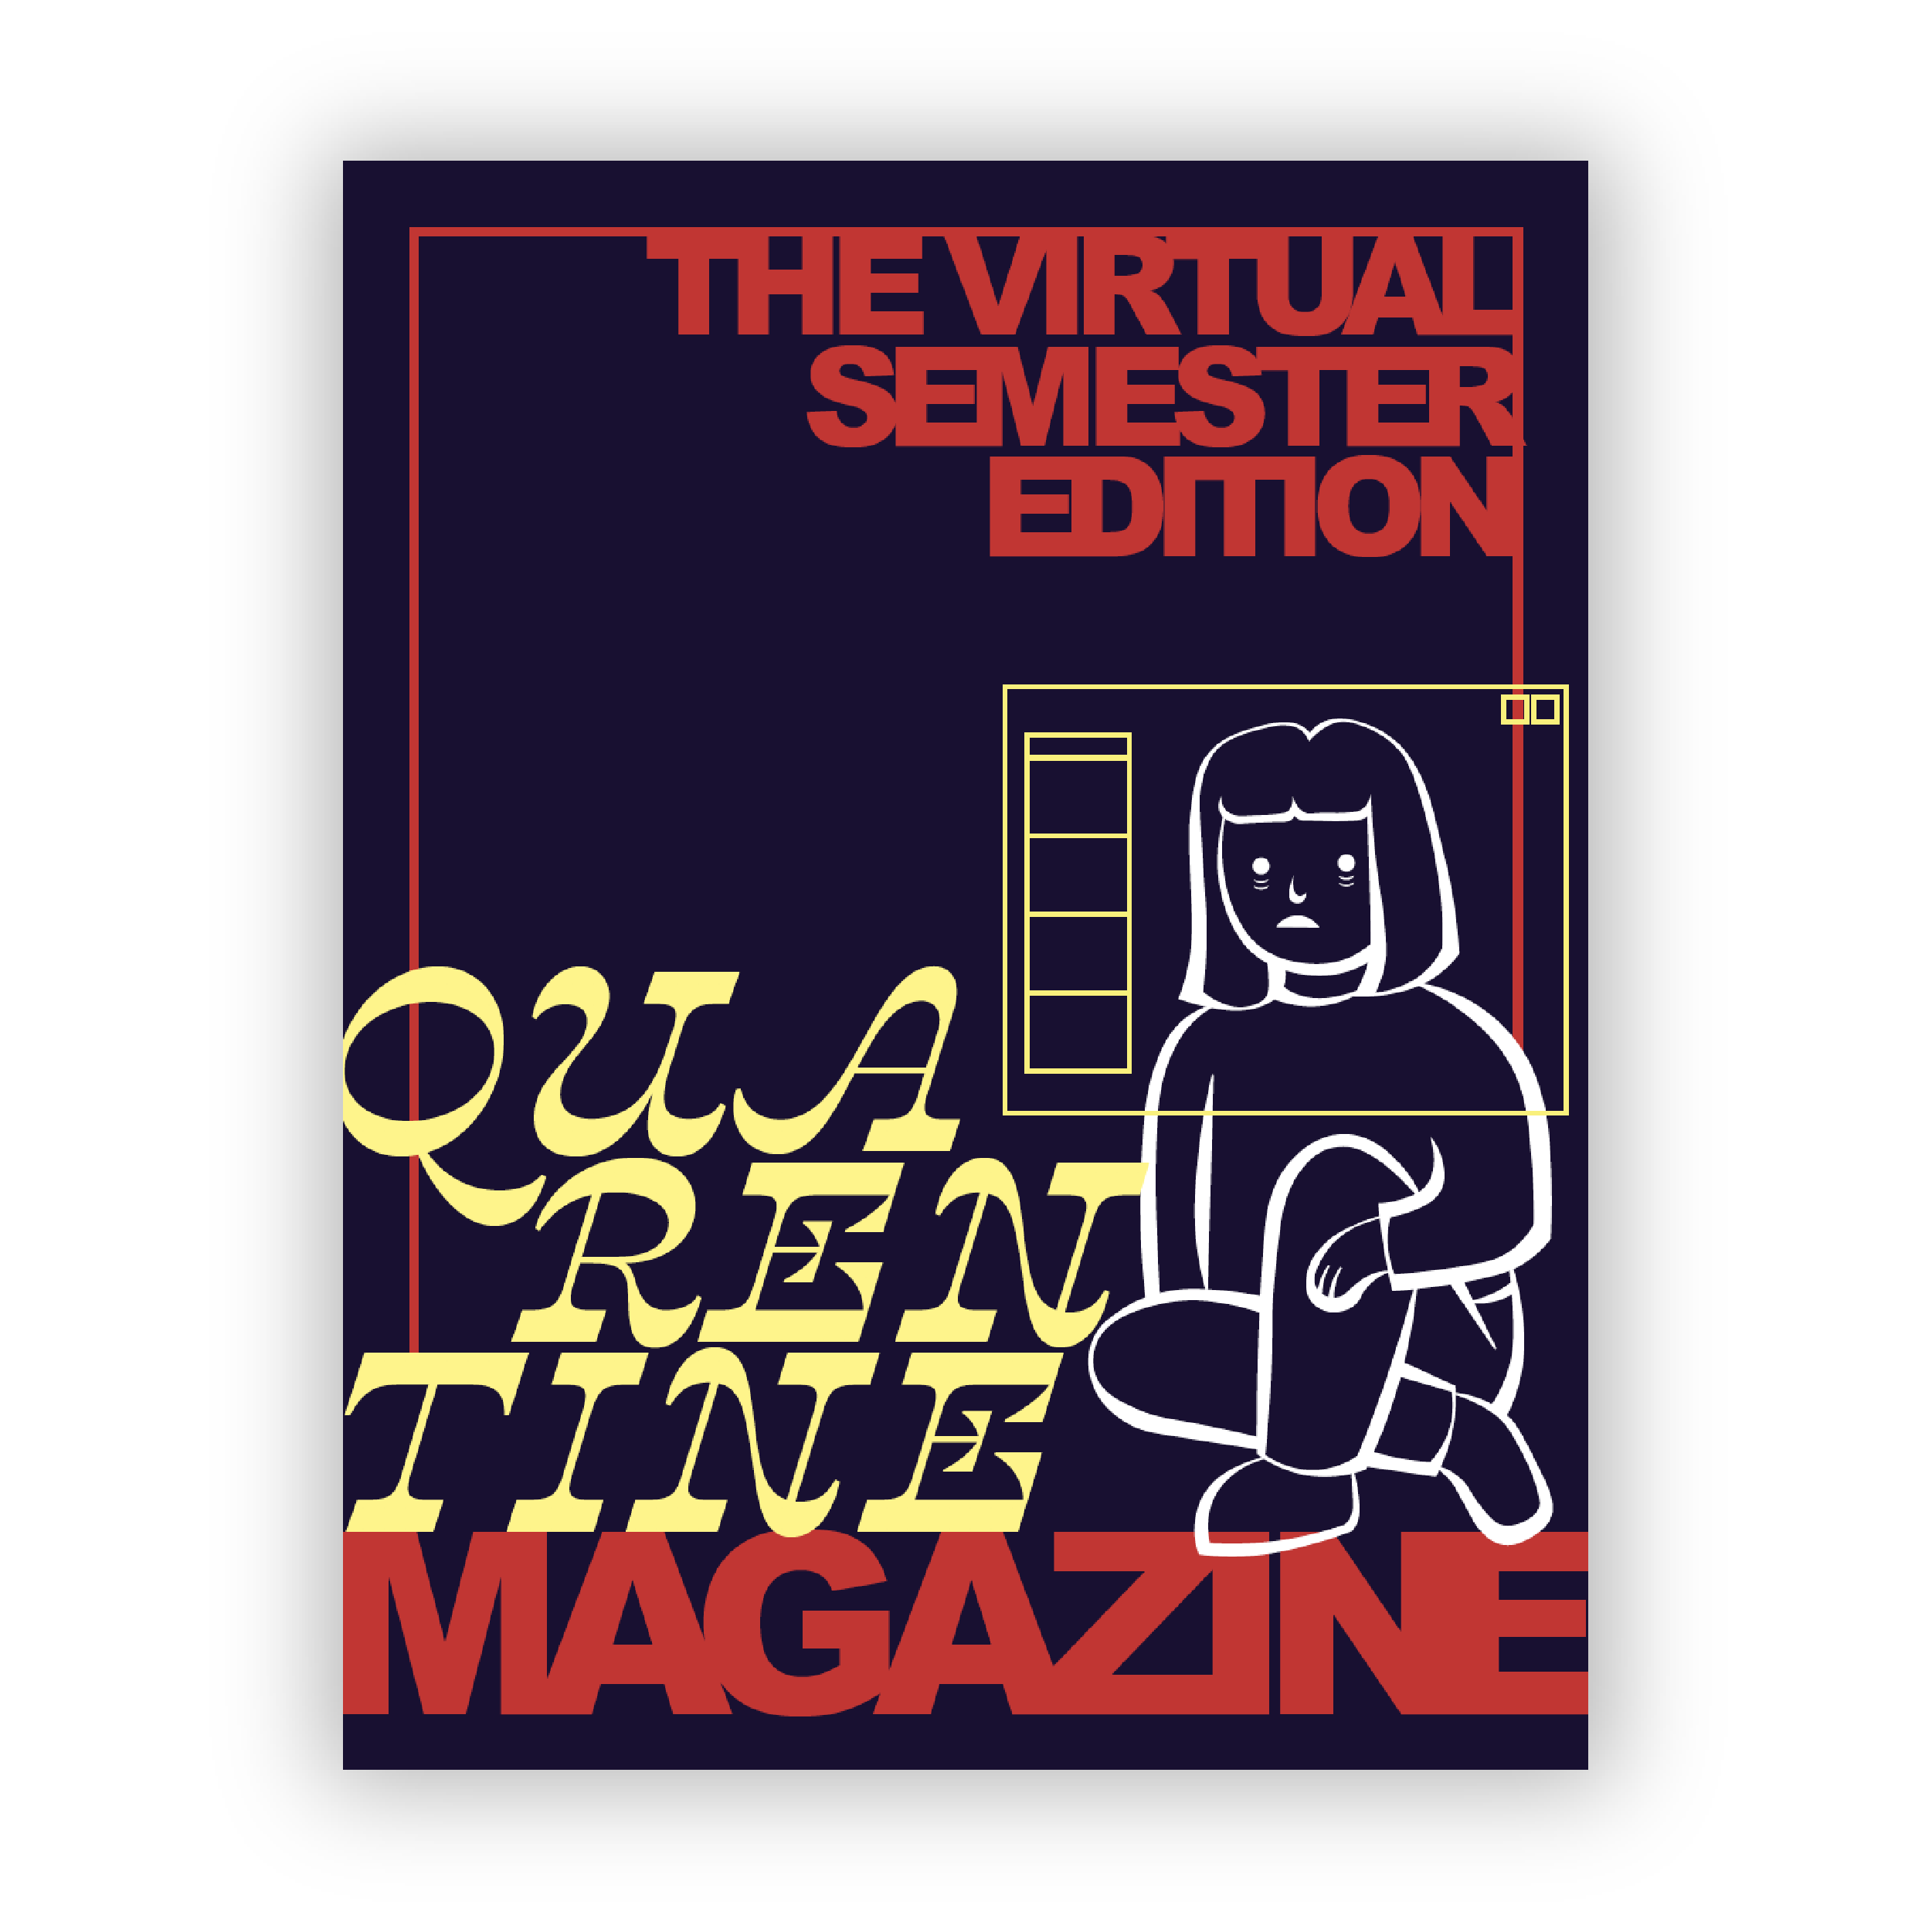 THE VIRTUAL
SEMESTER
EDITION
QUA
REN
TINE
MAGAZINE